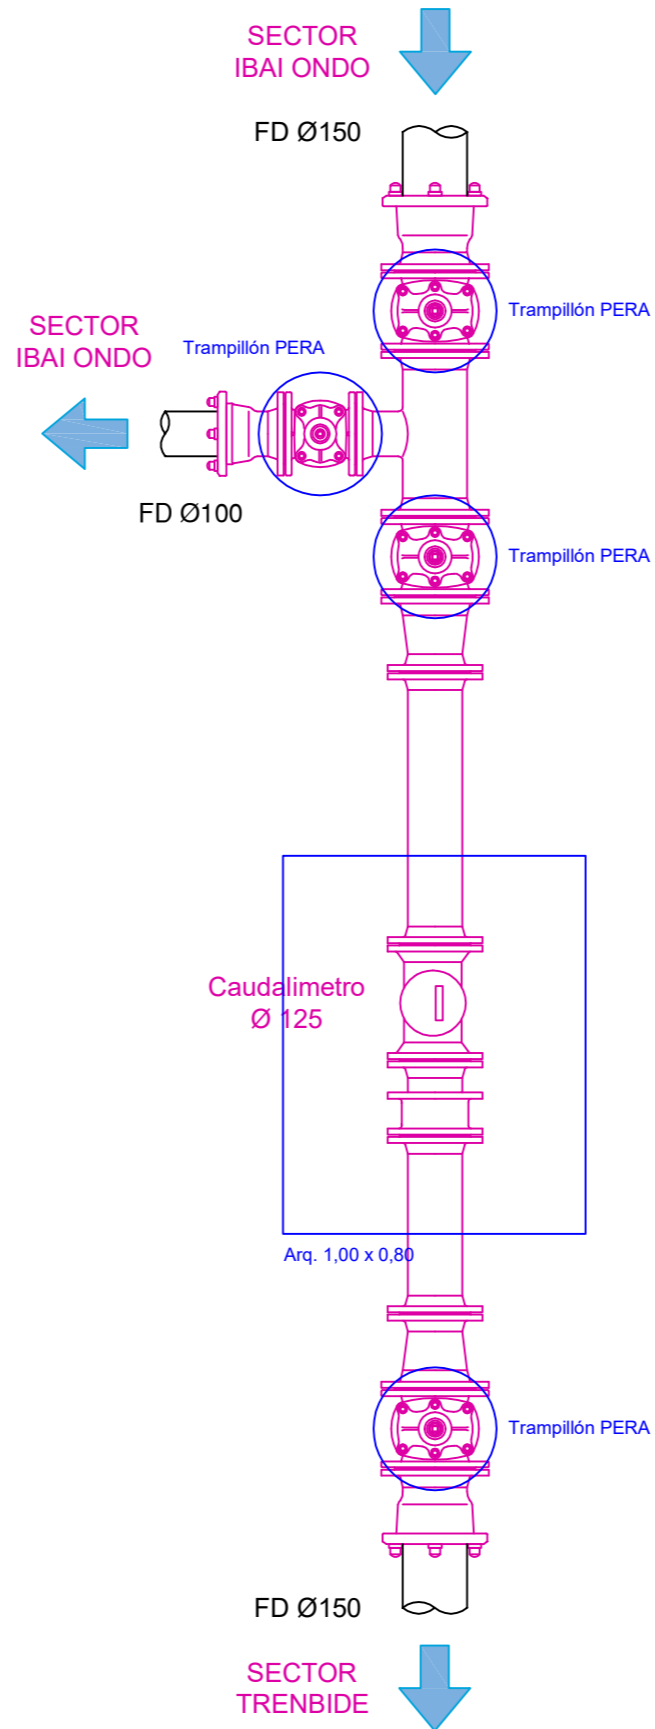 SECTOR
IBAI ONDO
FD Ø150
Trampillón PERA
SECTOR
IBAI ONDO
Trampillón PERA
FD Ø100
Trampillón PERA
Caudalimetro
Ø 125
Arq. 1,00 x 0,80
Trampillón PERA
FD Ø150
SECTOR
TRENBIDE